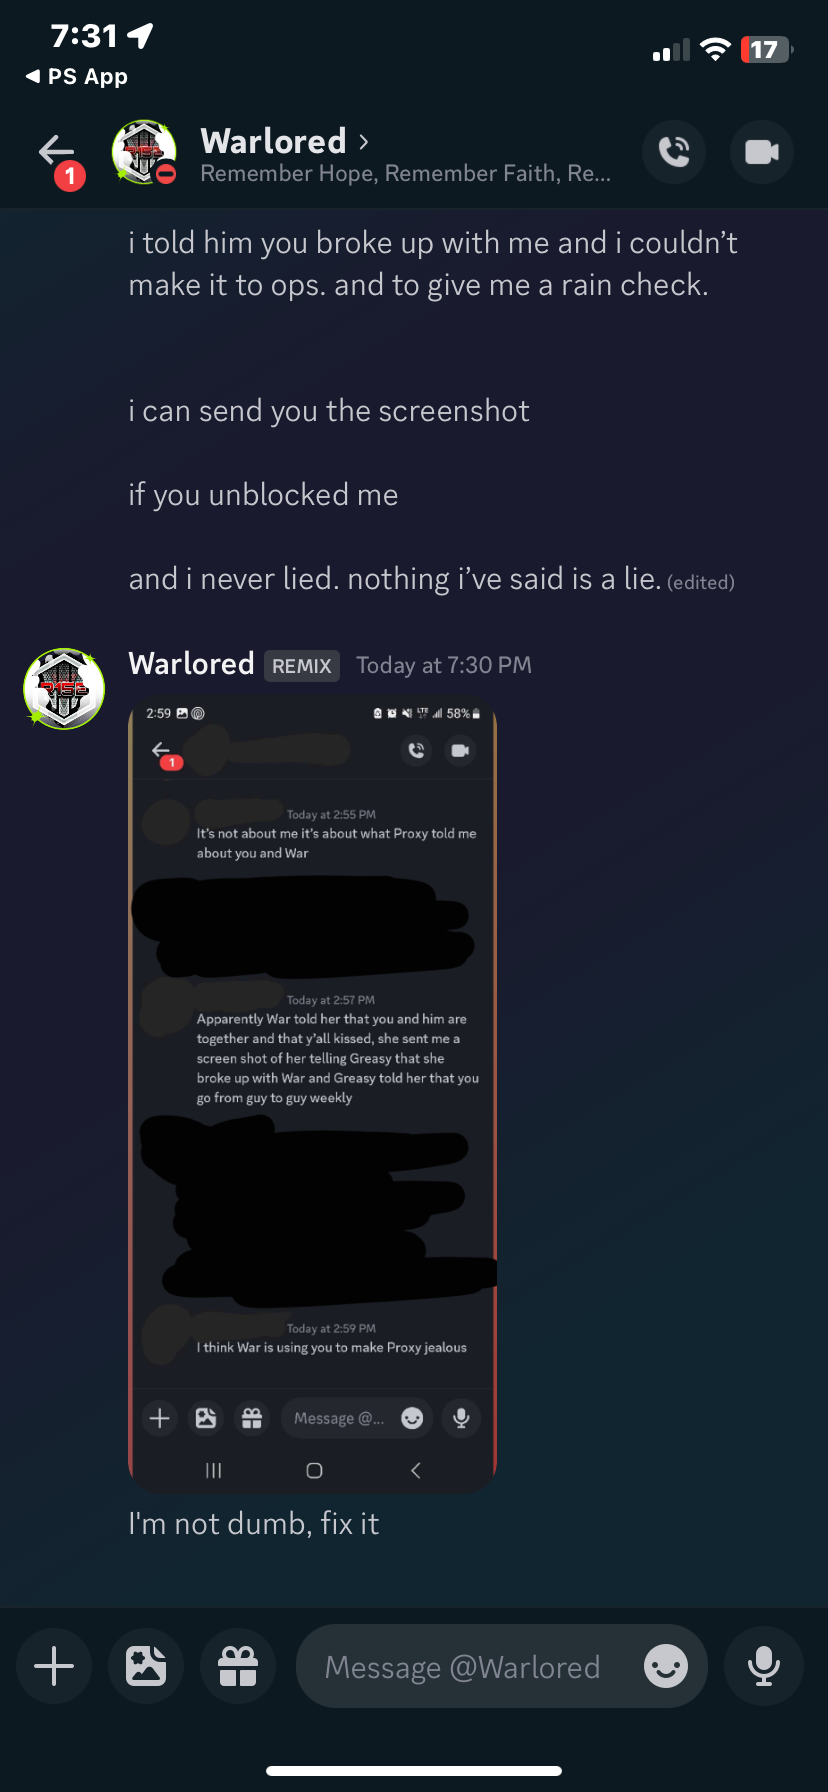 7:31
17
PS App
1
Warlored
Remember Hope, Remember Faith, Re...
i told him you broke up with me and i couldn’t
make it to ops. and to give me a rain check.
i can send you the screenshot
if you unblocked me
and i never lied. nothing i’ve said is a lie. (edited)
Warlored REMIX Today at 7:30 PM
2:59 LTE 58%
1
Today at 2:55 PM
It's not about me it's about what Proxy told me
about you and War
Today at 2:57 PM
Apparently War told her that you and him are
together and that y'all kissed, she sent me a
screen shot of her telling Greasy that she
broke up with War and Greasy told her that you
go from guy to guy weekly
Today at 2:59 PM
I think War is using you to make Proxy jealous
Message @...
I'm not dumb, fix it
Message @Warlored